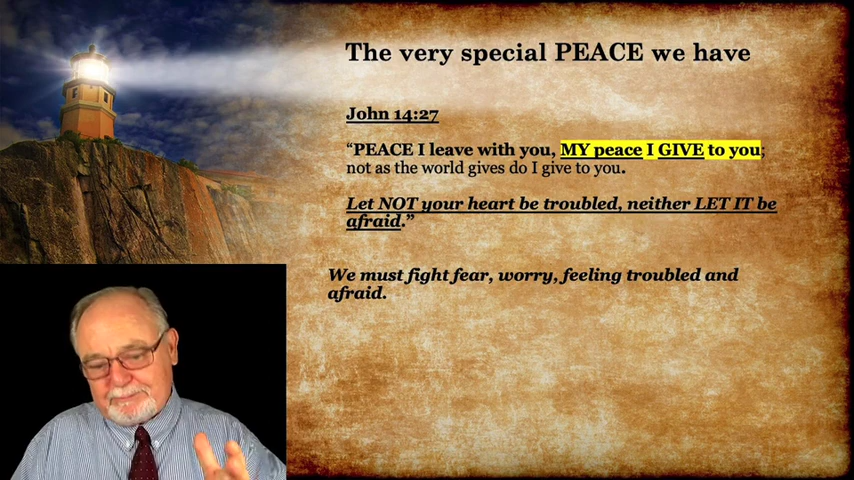 The very special PEACE we have
John 14:27
“PEACE I leave with you, MY peace I GIVE to you;
not as the world gives do I give to you.
Let NOT your heart be troubled, neither LET IT be
afraid.”
We must fight fear, worry, feeling troubled and
afraid.